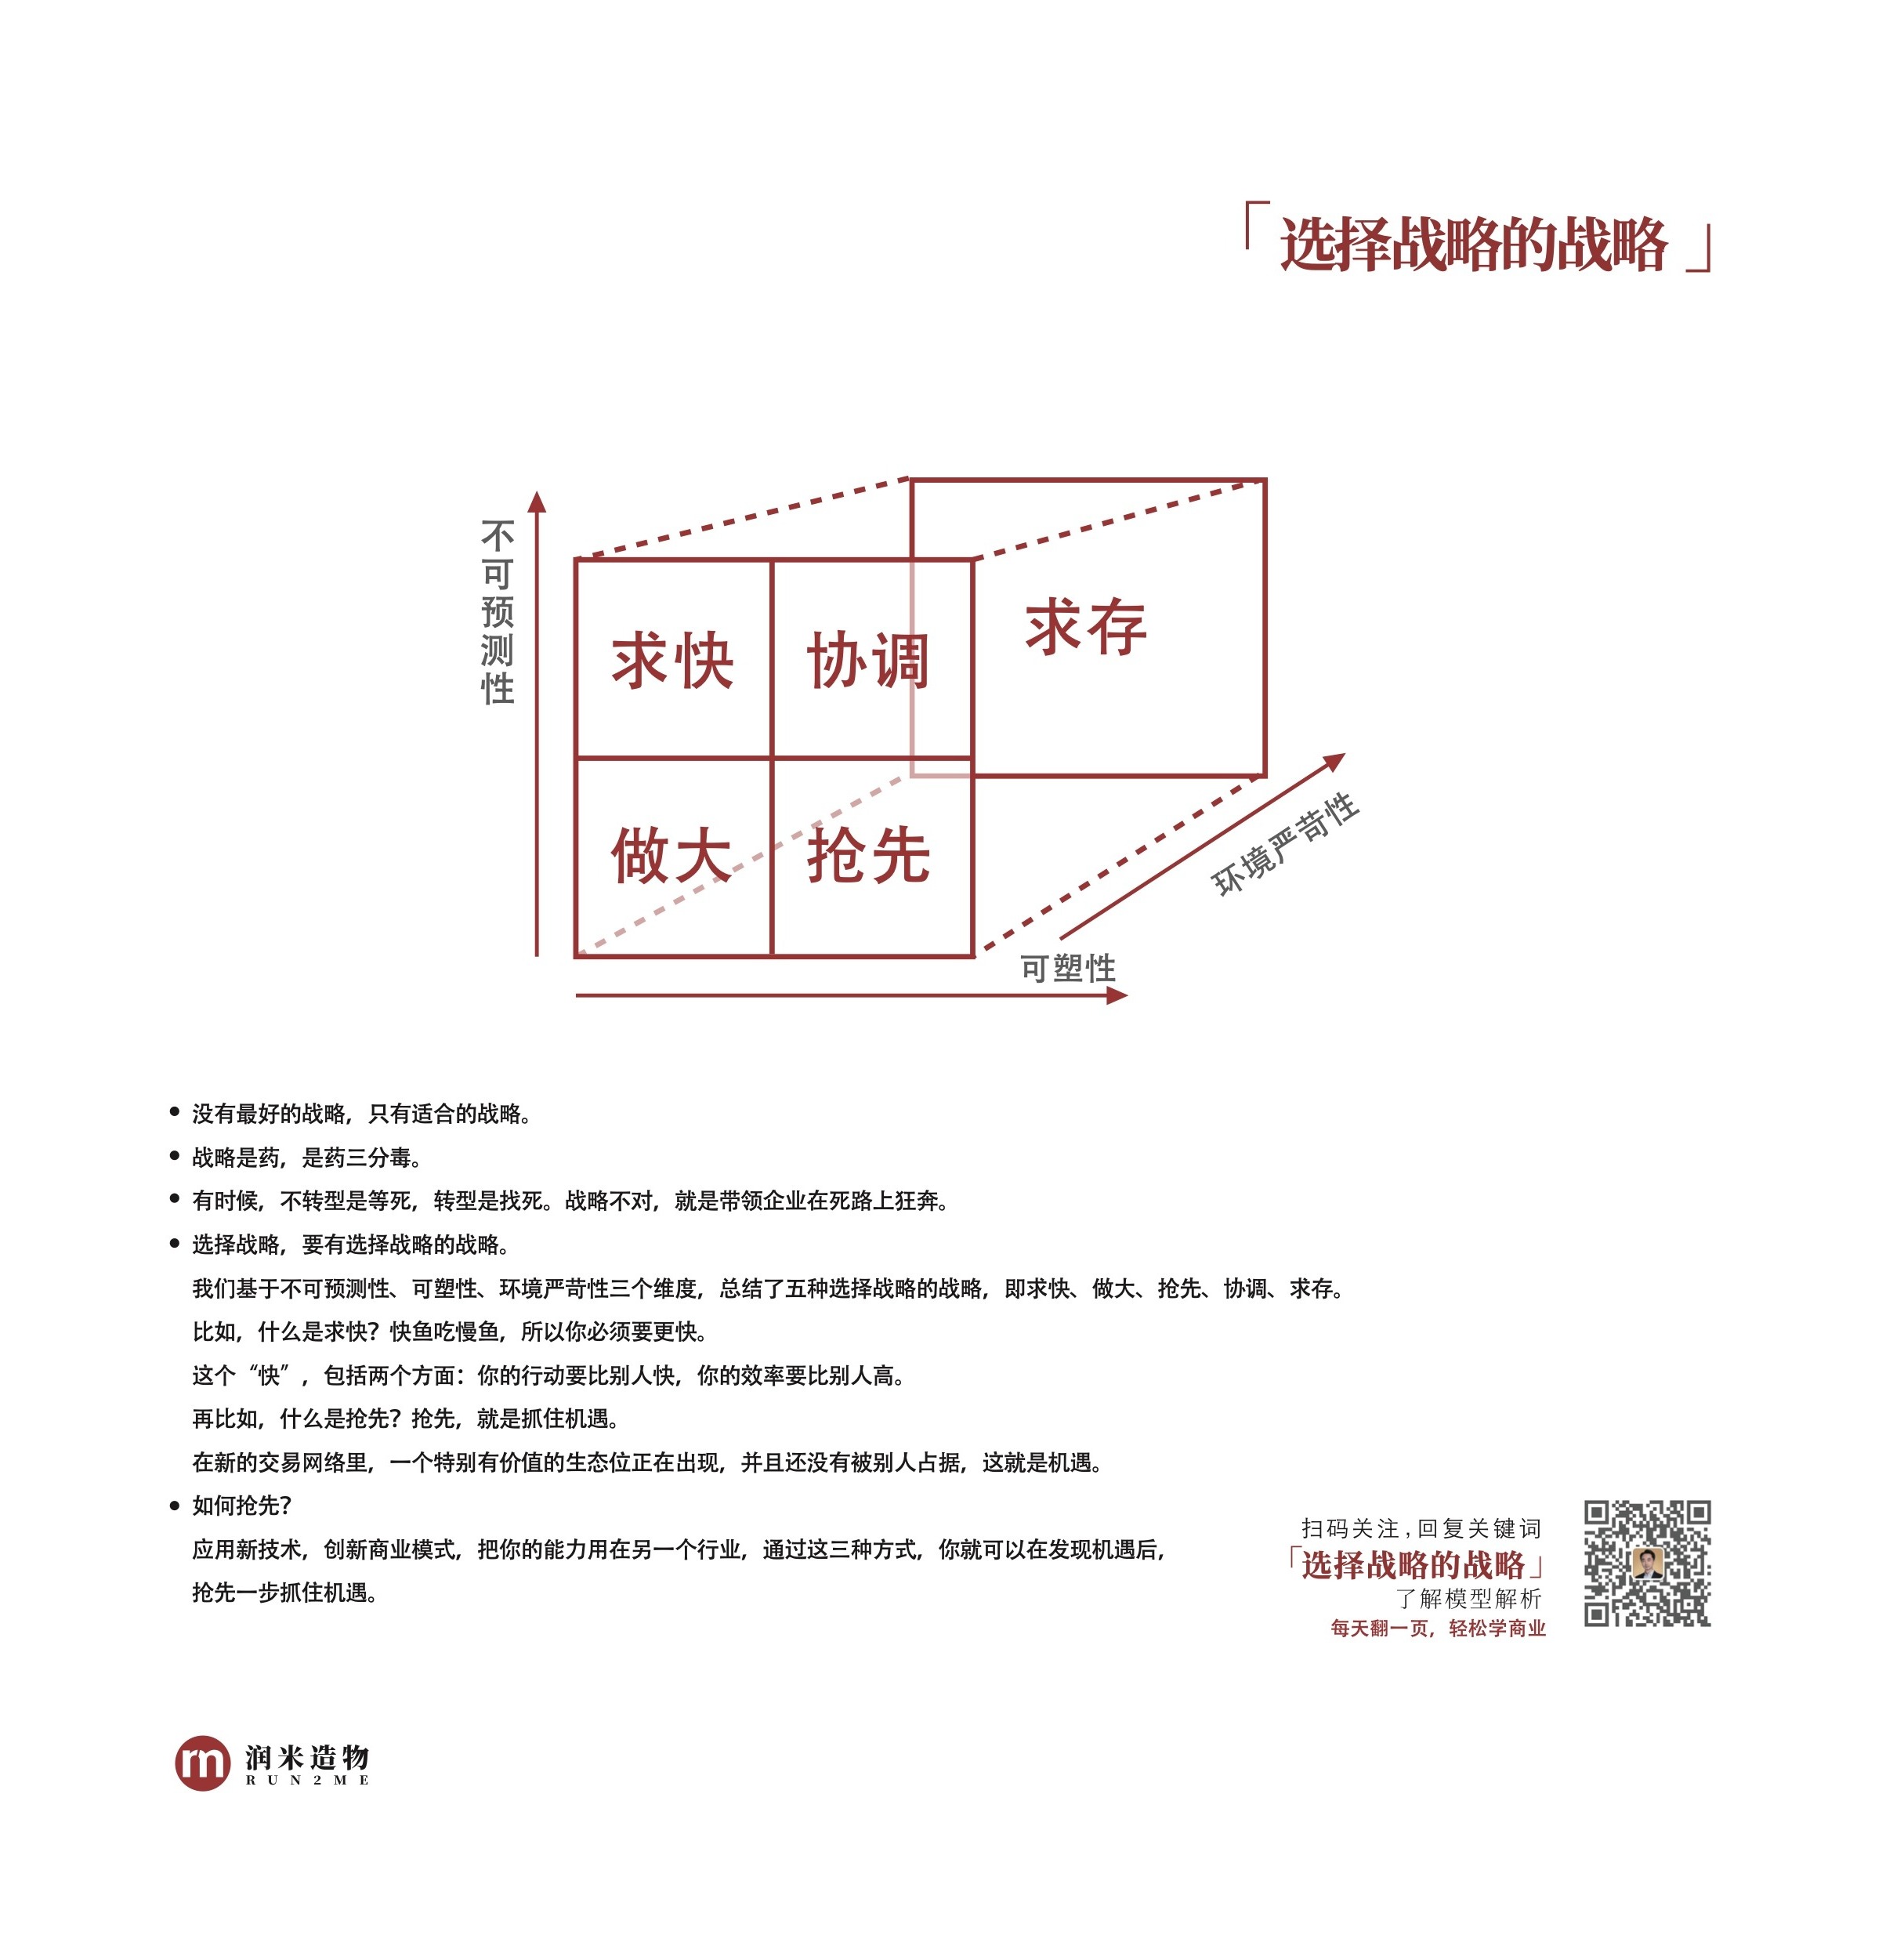 「选择战略的战略」
不可预测性
求快
协调
求存
做大
抢先
环境严苛性
可塑性
● 没有最好的战略，只有适合的战略。
● 战略是药，是药三分毒。
● 有时候，不转型是等死，转型是找死。战略不对，就是带领企业在死路上狂奔。
● 选择战略，要有选择战略的战略。
我们基于不可预测性、可塑性、环境严苛性三个维度，总结了五种选择战略的战略，即求快、做大、抢先、协调、求存。
比如，什么是求快？快鱼吃慢鱼，所以你必须要更快。
这个“快”，包括两个方面：你的行动要比别人快，你的效率要比别人高。
再比如，什么是抢先？抢先，就是抓住机遇。
在新的交易网络里，一个特别有价值的生态位正在出现，并且还没有被别人占据，这就是机遇。
● 如何抢先？
应用新技术，创新商业模式，把你的能力用在另一个行业，通过这三种方式，你就可以在发现机遇后，
抢先一步抓住机遇。
扫码关注，回复关键词
「选择战略的战略」
了解模型解析
每天翻一页，轻松学商业
润米造物
RUN2ME